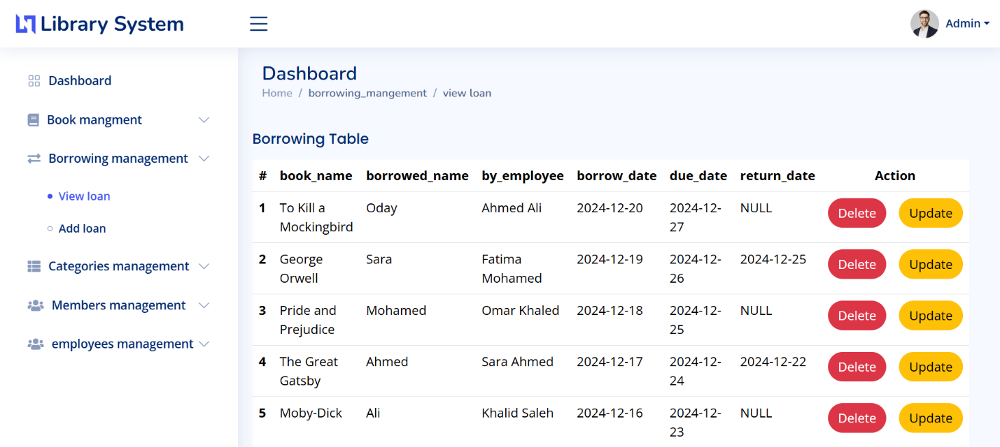 Library System
Admin
Dashboard
Book mangment
Borrowing management
View loan
Add loan
Categories management
Members management
employees management
Dashboard
Home / borrowing_mangement / view loan
Borrowing Table
# book_name borrowed_name by_employee borrow_date due_date return_date Action
1 To Kill a Oday Ahmed Ali 2024-12-20 2024-12- NULL Delete Update
Mockingbird 27
2 George Sara Fatima 2024-12-19 2024-12- 2024-12-25 Delete Update
Orwell Mohamed 26
3 Pride and Mohamed Omar Khaled 2024-12-18 2024-12- NULL Delete Update
Prejudice 25
4 The Great Ahmed Sara Ahmed 2024-12-17 2024-12- 2024-12-22 Delete Update
Gatsby 24
5 Moby-Dick Ali Khalid Saleh 2024-12-16 2024-12- NULL Delete Update
23